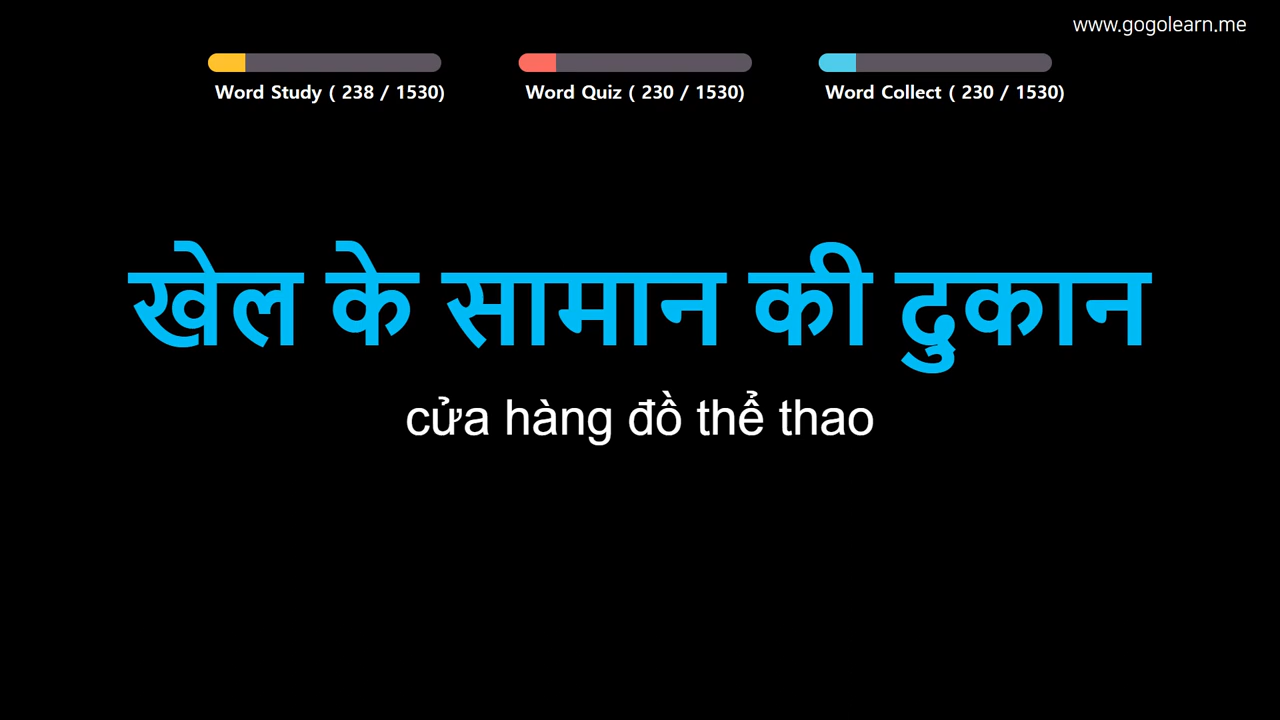 www.gogolearn.me
Word Study ( 238 / 1530)
Word Quiz ( 230 / 1530)
Word Collect ( 230 / 1530)
खेल के सामान की दुकान
cửa hàng đồ thể thao